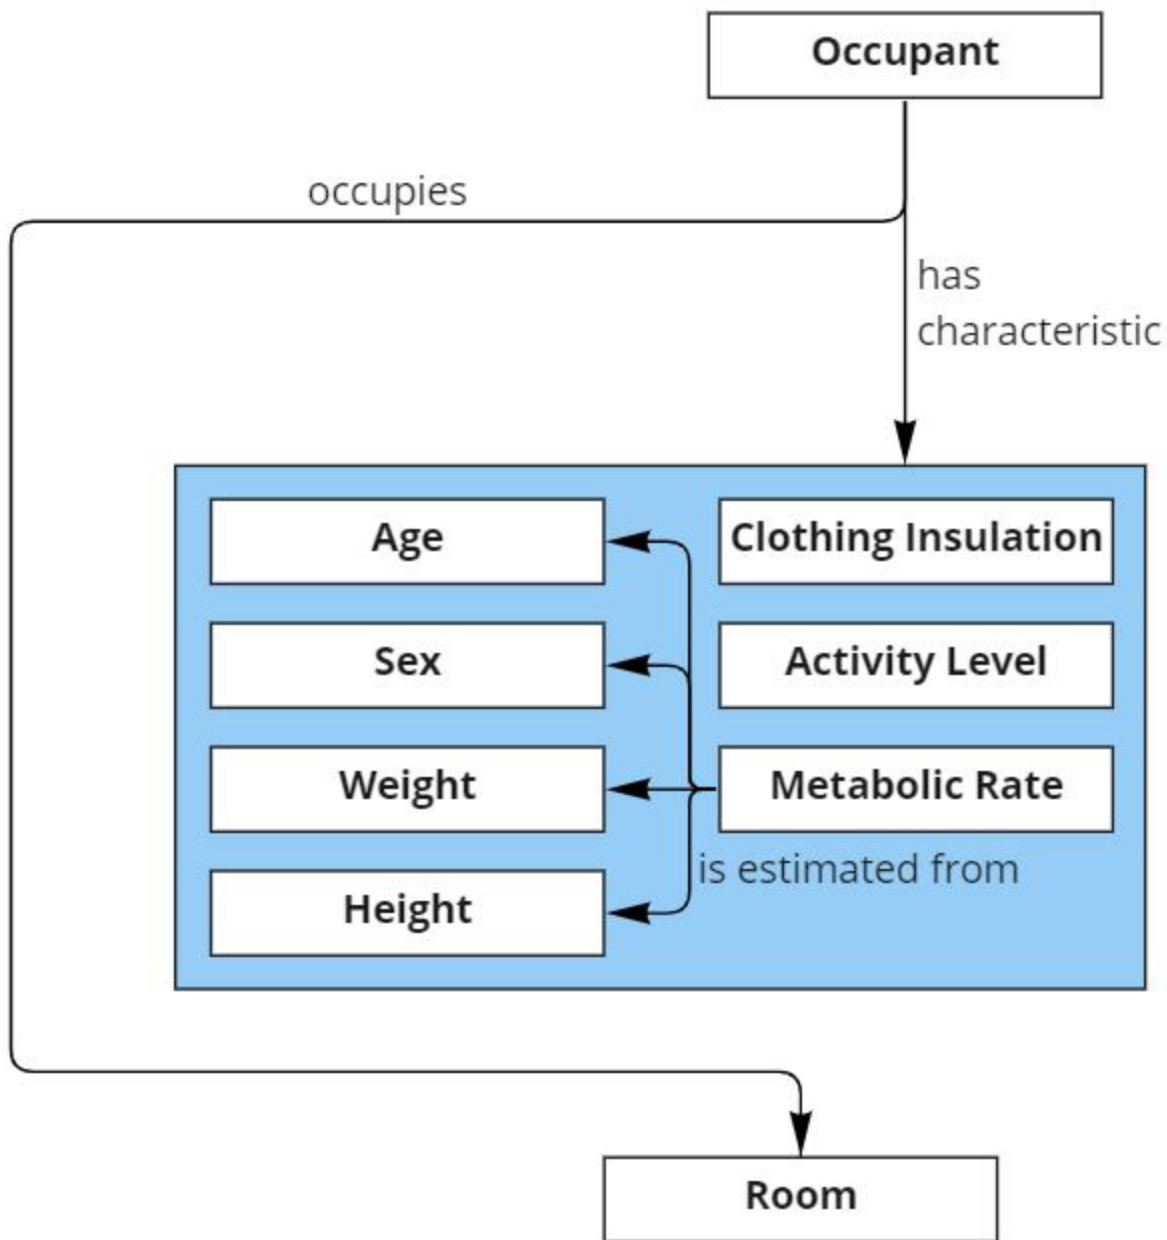 Occupant
occupies
has
characteristic
Age
Clothing Insulation
Sex
Activity Level
Weight
Metabolic Rate
is estimated from
Height
Room